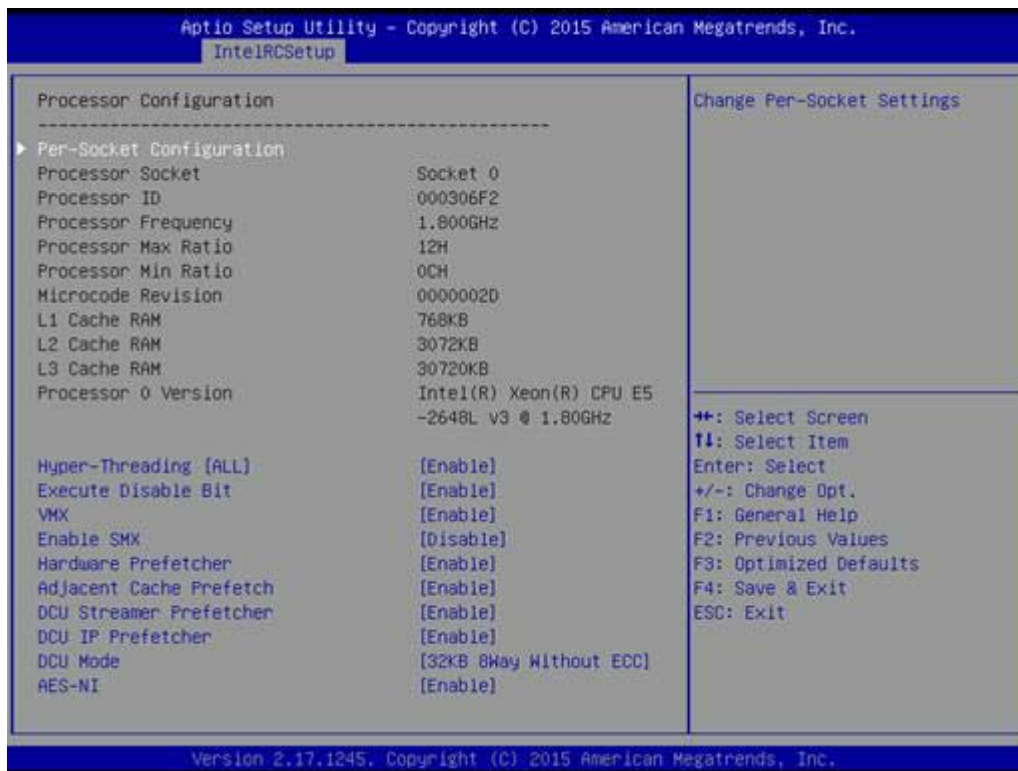 Aptio Setup Utility – Copyright (C) 2015 American Megatrends, Inc.
IntelRCSetup
Processor Configuration
--------------------------------------------------
Per-Socket Configuration
Processor Socket Socket 0
Processor ID 000306F2
Processor Frequency 1.800GHz
Processor Max Ratio 12H
Processor Min Ratio 0CH
Microcode Revision 0000002D
L1 Cache RAM 768KB
L2 Cache RAM 3072KB
L3 Cache RAM 30720KB
Processor 0 Version Intel(R) Xeon(R) CPU E5
-2648L v3 @ 1.80GHz
Hyper-Threading [ALL] [Enable]
Execute Disable Bit [Enable]
VMX [Enable]
Enable SMX [Disable]
Hardware Prefetcher [Enable]
Adjacent Cache Prefetch [Enable]
DCU Streamer Prefetcher [Enable]
DCU IP Prefetcher [Enable]
DCU Mode [32KB 8Way Without ECC]
AES-NI [Enable]
Change Per-Socket Settings
→←: Select Screen
↑↓: Select Item
Enter: Select
+/-: Change Opt.
F1: General Help
F2: Previous Values
F3: Optimized Defaults
F4: Save & Exit
ESC: Exit
Version 2.17.1245. Copyright (C) 2015 American Megatrends, Inc.